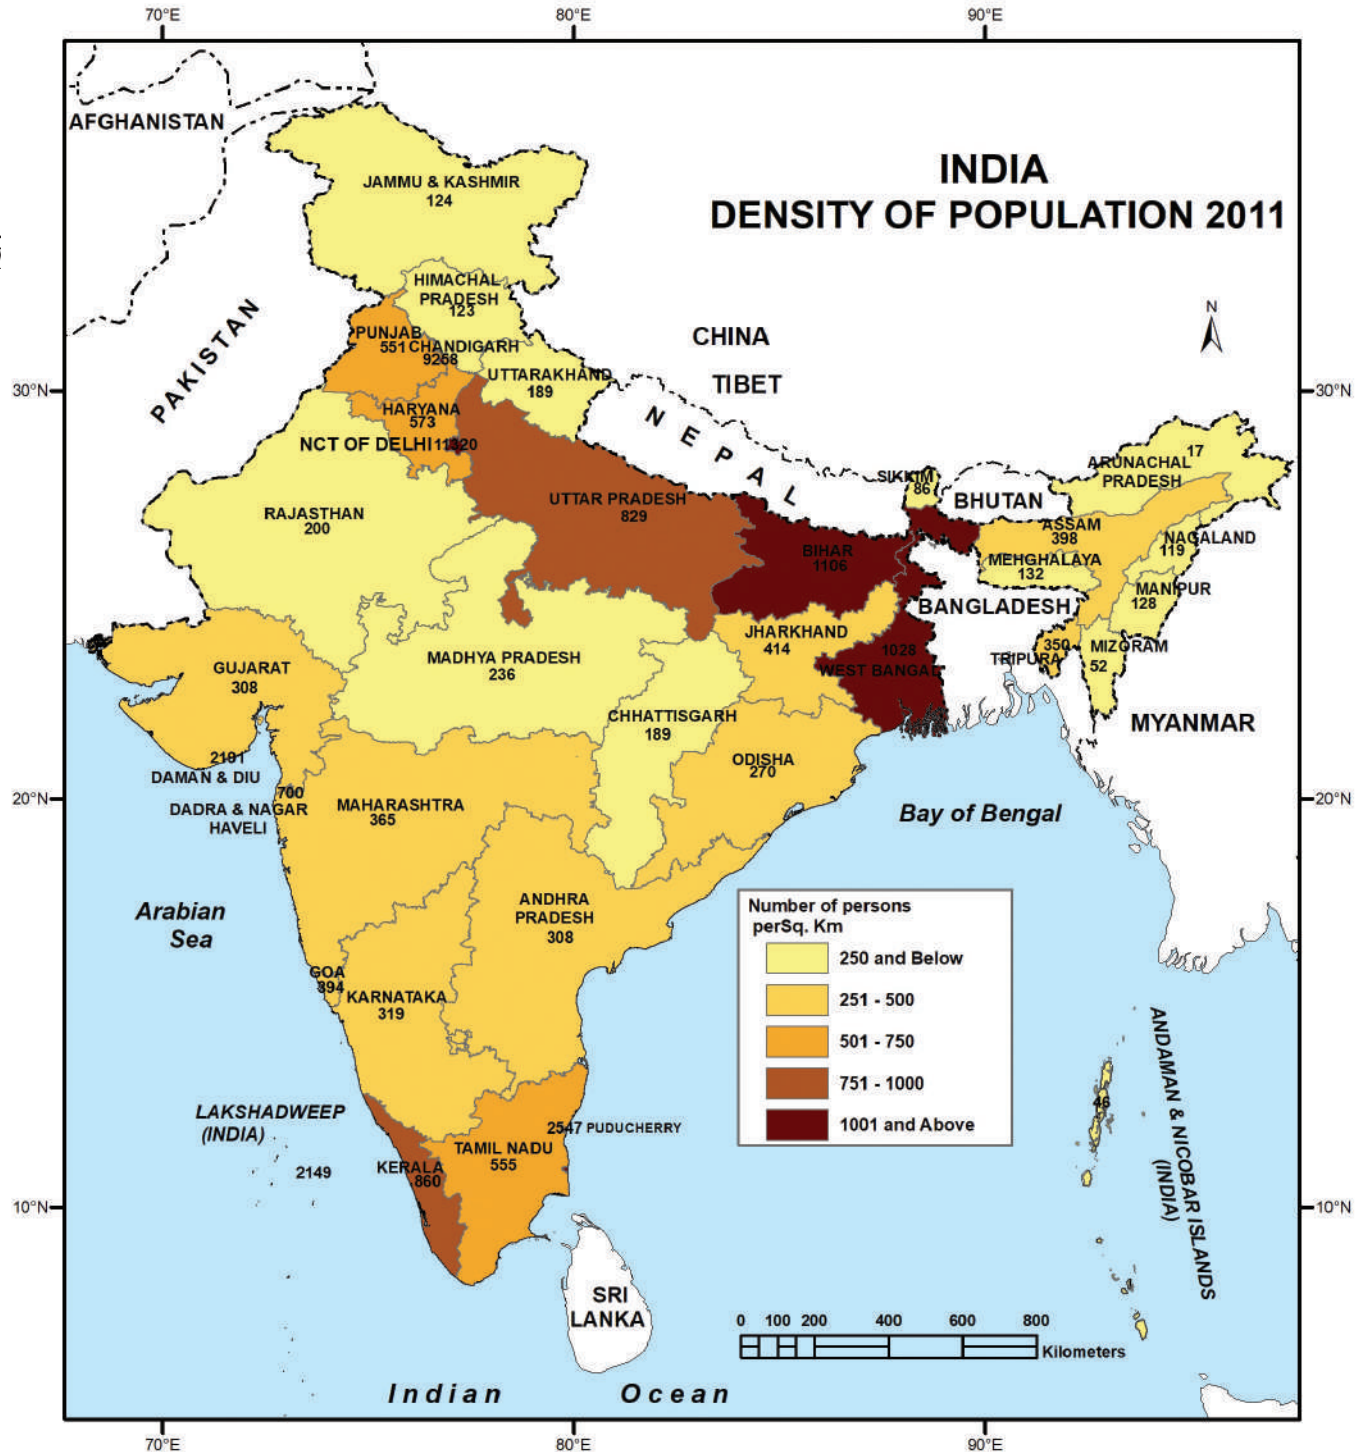 70°E
80°E
90°E
AFGHANISTAN
INDIA
DENSITY OF POPULATION 2011
JAMMU & KASHMIR
124
HIMACHAL
PRADESH
123
N
PAKISTAN
PUNJAB
551
CHANDIGARH
9258
CHINA
TIBET
UTTARAKHAND
189
30°N
30°N
HARYANA
573
NCT OF DELHI 11320
NEPAL
SIKKIM
86
BHUTAN
17
ARUNACHAL
PRADESH
RAJASTHAN
200
UTTAR PRADESH
829
ASSAM
398
NAGALAND
119
BIHAR
1106
MEHGHALAYA
132
MANIPUR
128
BANGLADESH
JHARKHAND
414
1028
WEST BANGAL
350
TRIPURA
MIZORAM
52
GUJARAT
308
MADHYA PRADESH
236
CHHATTISGARH
189
MYANMAR
2191
DAMAN & DIU
ODISHA
270
700
DADRA & NAGAR
HAVELI
20°N
20°N
MAHARASHTRA
365
Bay of Bengal
Arabian
Sea
ANDHRA
PRADESH
308
Number of persons
perSq. Km
250 and Below
251 - 500
501 - 750
751 - 1000
1001 and Above
GOA
394
KARNATAKA
319
ANDAMAN & NICOBAR ISLANDS
(INDIA)
46
LAKSHADWEEP
(INDIA)
2149
2547 PUDUCHERRY
TAMIL NADU
555
KERALA
860
10°N
10°N
SRI
LANKA
0 100 200 400 600 800
Kilometers
Indian Ocean
70°E
80°E
90°E